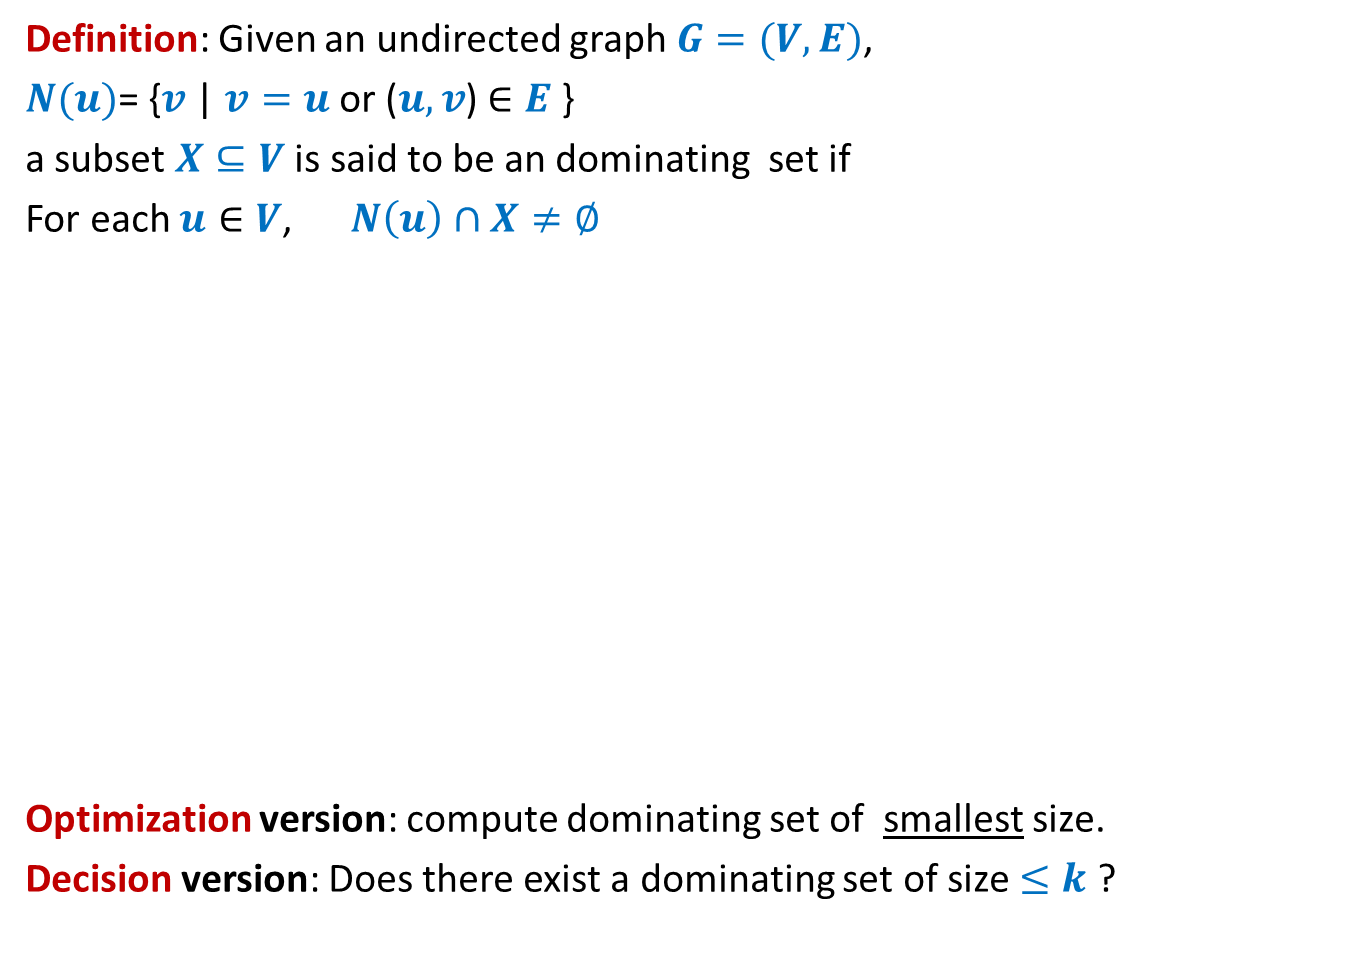 Definition: Given an undirected graph G = (V, E),
N(u)= {v | v = u or (u, v) ∈ E }
a subset X ⊆ V is said to be an dominating set if
For each u ∈ V, N(u) ∩ X ≠ ∅
Optimization version: compute dominating set of smallest size.
Decision version: Does there exist a dominating set of size ≤ k ?